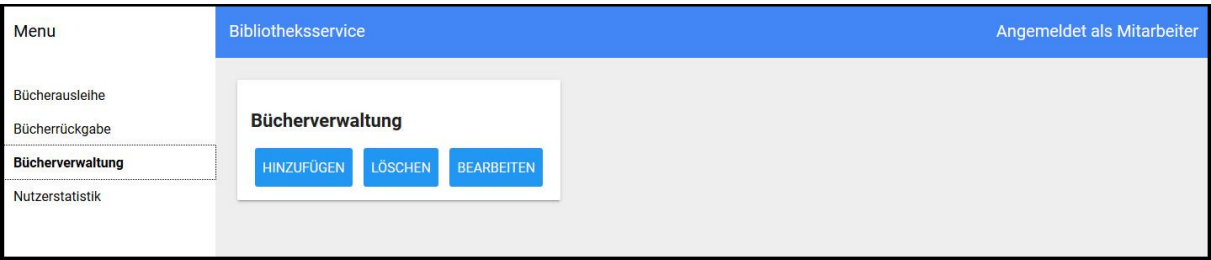 Menu
Bibliotheksservice
Angemeldet als Mitarbeiter
Bücherausleihe
Bücherrückgabe
Bücherverwaltung
Nutzerstatistik
Bücherverwaltung
HINZUFÜGEN LÖSCHEN BEARBEITEN